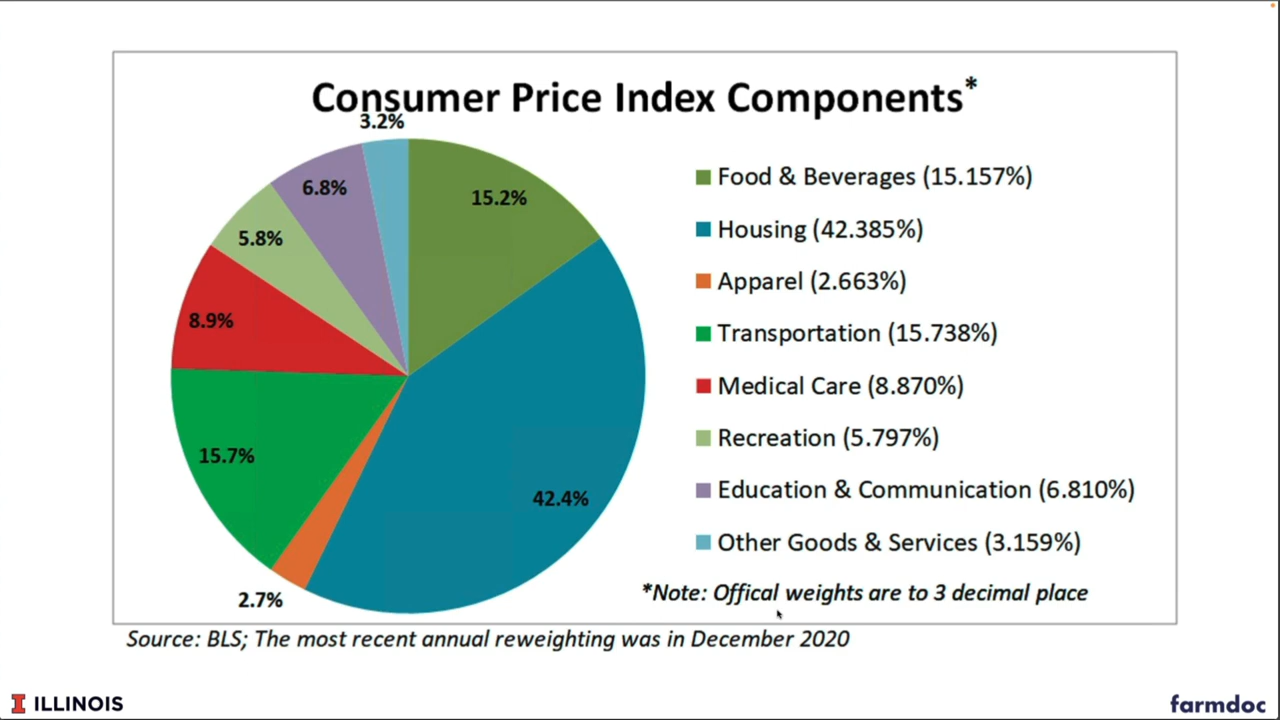 Consumer Price Index Components*
3.2%
6.8%
15.2%
5.8%
8.9%
15.7%
42.4%
2.7%
Food & Beverages (15.157%)
Housing (42.385%)
Apparel (2.663%)
Transportation (15.738%)
Medical Care (8.870%)
Recreation (5.797%)
Education & Communication (6.810%)
Other Goods & Services (3.159%)
*Note: Offical weights are to 3 decimal place
Source: BLS; The most recent annual reweighting was in December 2020
I ILLINOIS
farmdoc